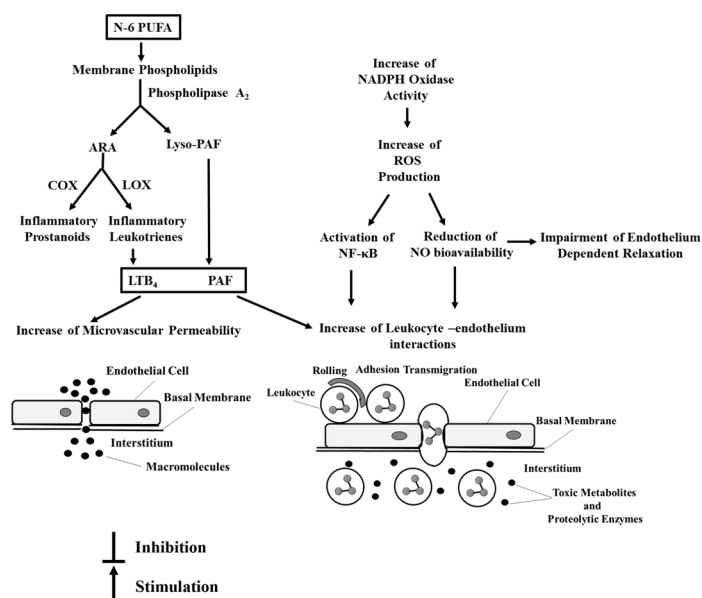 N-6 PUFA
Membrane Phospholipids
Phospholipase A₂
ARA
Lyso-PAF
COX
LOX
Inflammatory
Prostanoids
Inflammatory
Leukotrienes
LTB₄
PAF
Increase of Microvascular Permeability
Increase of
NADPH Oxidase
Activity
Increase of
ROS
Production
Activation of
NF-κB
Reduction of
NO bioavailability
Impairment of Endothelium
Dependent Relaxation
Increase of Leukocyte –endothelium
interactions
Endothelial Cell
Basal Membrane
Interstitium
Macromolecules
Rolling
Adhesion Transmigration
Leukocyte
Endothelial Cell
Basal Membrane
Interstitium
Toxic Metabolites
and
Proteolytic Enzymes
Inhibition
Stimulation